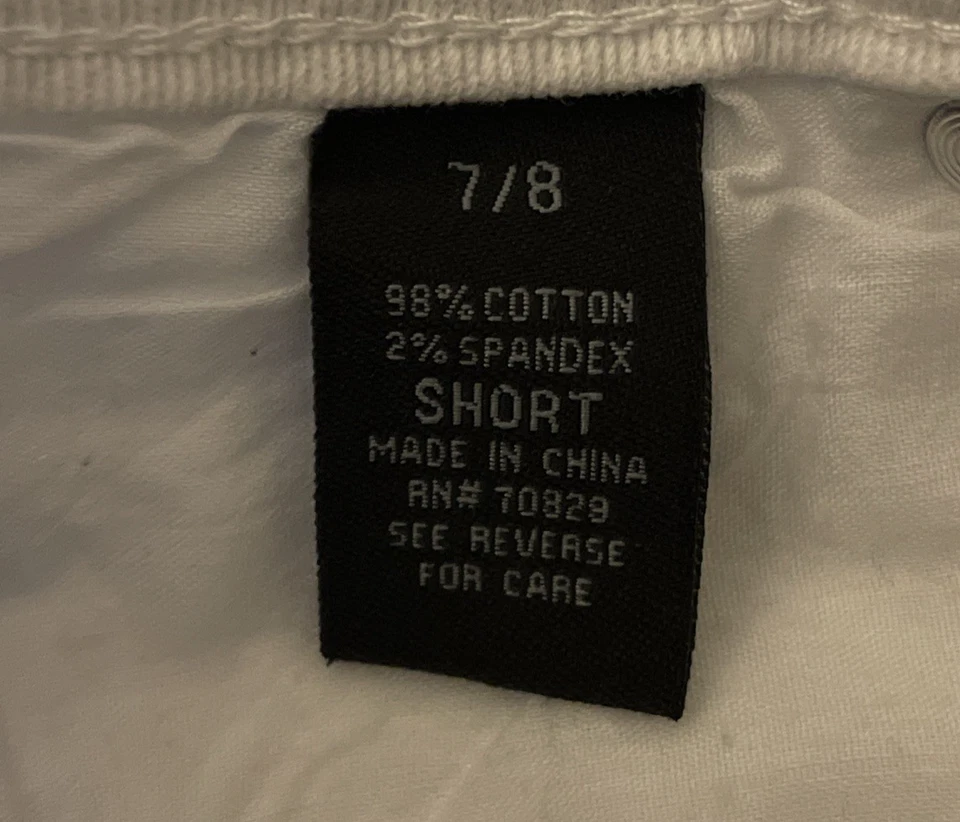 7/8
98% COTTON
2% SPANDEX
SHORT
MADE IN CHINA
RN# 70829
SEE REVERSE
FOR CARE